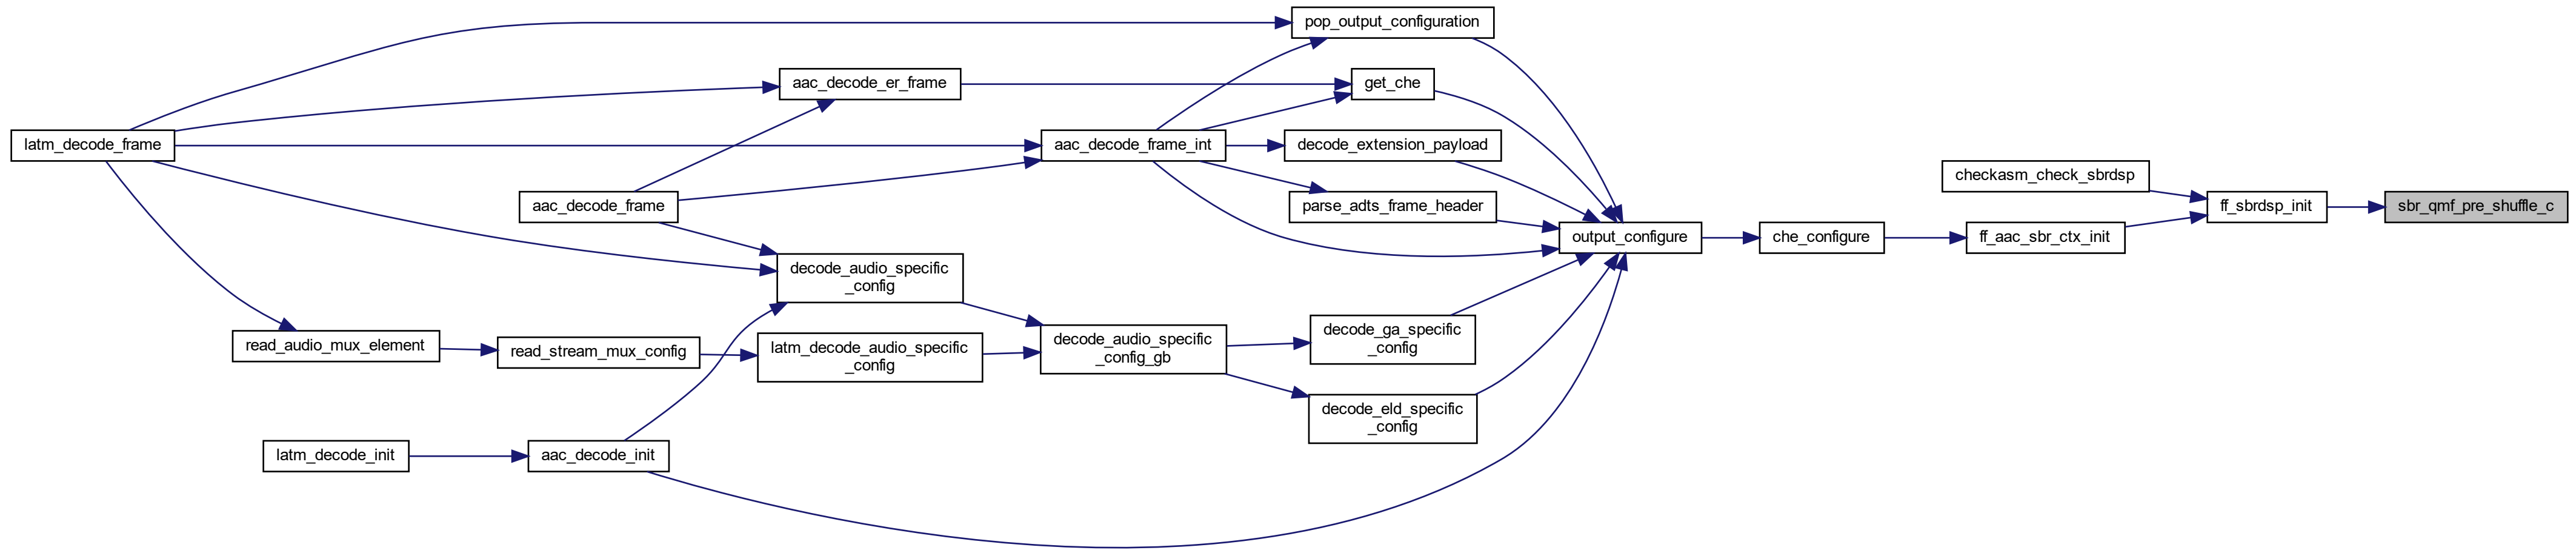 pop_output_configuration
aac_decode_er_frame
get_che
latm_decode_frame
aac_decode_frame_int
decode_extension_payload
checkasm_check_sbrdsp
aac_decode_frame
parse_adts_frame_header
ff_sbrdsp_init
sbr_qmf_pre_shuffle_c
output_configure
che_configure
ff_aac_sbr_ctx_init
decode_audio_specific
_config
read_audio_mux_element
read_stream_mux_config
latm_decode_audio_specific
_config
decode_audio_specific
_config_gb
decode_ga_specific
_config
decode_eld_specific
_config
latm_decode_init
aac_decode_init